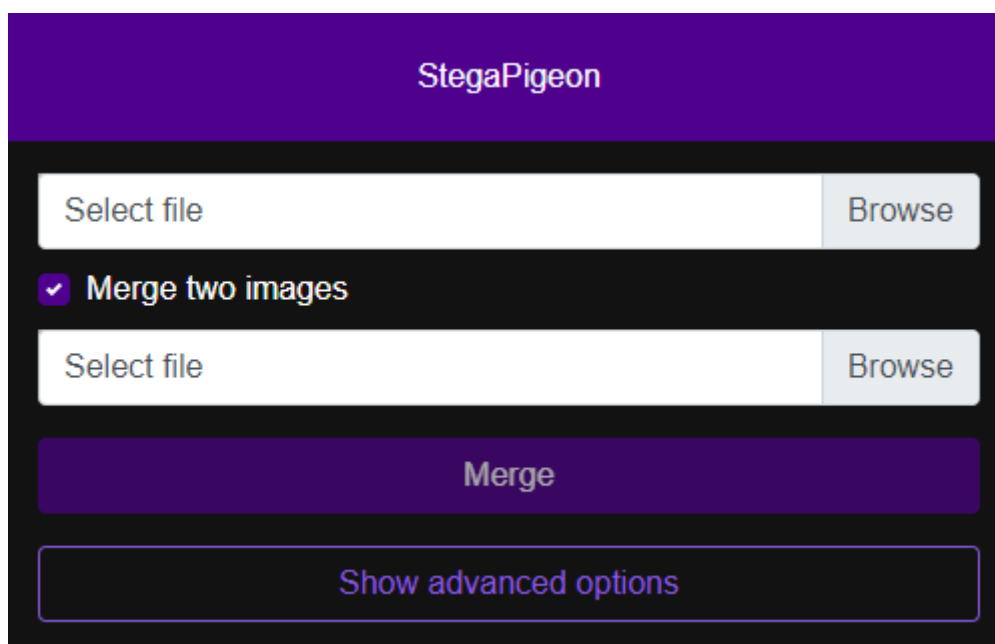 StegaPigeon
Select file Browse
Merge two images
Select file Browse
Merge
Show advanced options